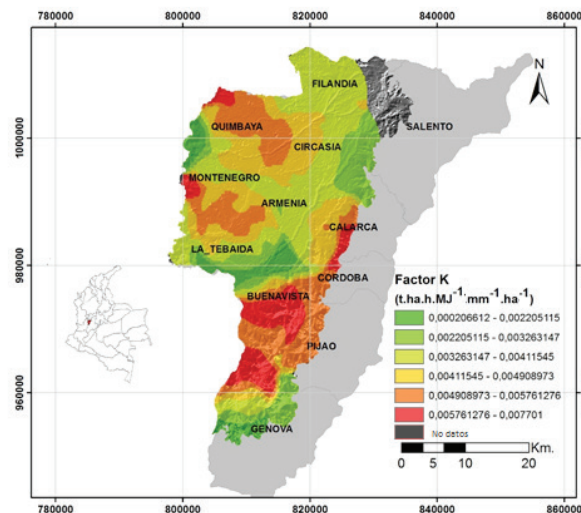 780000 800000 820000 840000 860000
N
FILANDIA
SALENTO
QUIMBAYA
1000000 1000000
CIRCASIA
MONTENEGRO
ARMENIA
CALARCA
LA_TEBAIDA
980000 980000
CORDOBA
Factor K
(t.ha.h.MJ⁻¹.mm⁻¹.ha⁻¹)
BUENAVISTA
0,000206612 - 0,002205115
0,002205115 - 0,003263147
PIJAO
0,003263147 - 0,00411545
0,00411545 - 0,004908973
960000 960000
0,004908973 - 0,005761276
0,005761276 - 0,007701
GENOVA
No datos
Km.
0 5 10 20
780000 800000 820000 840000 860000